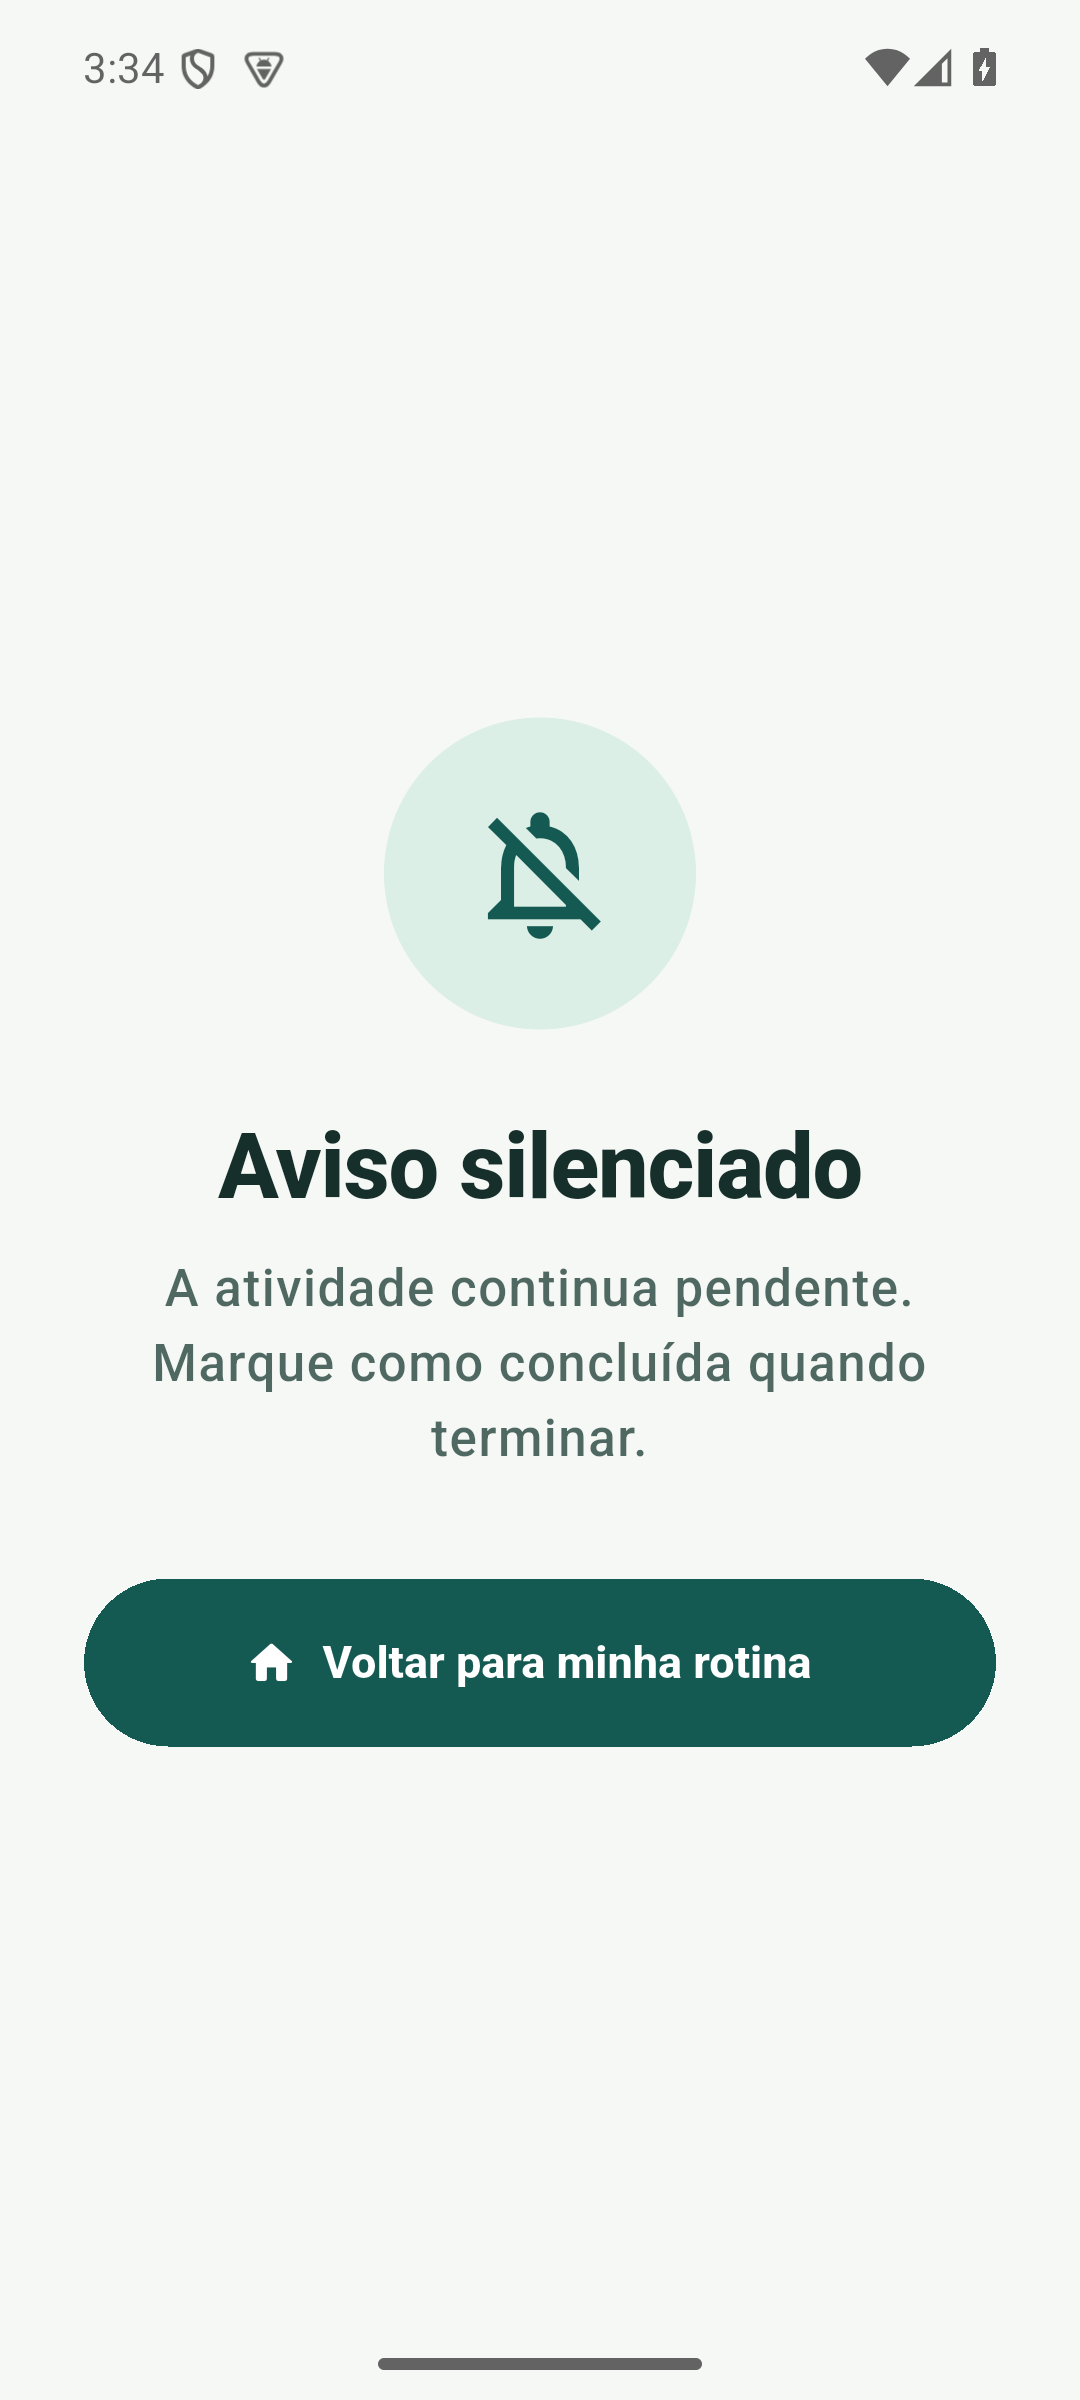 3:34
Aviso silenciado
A atividade continua pendente.
Marque como concluída quando
terminar.
Voltar para minha rotina